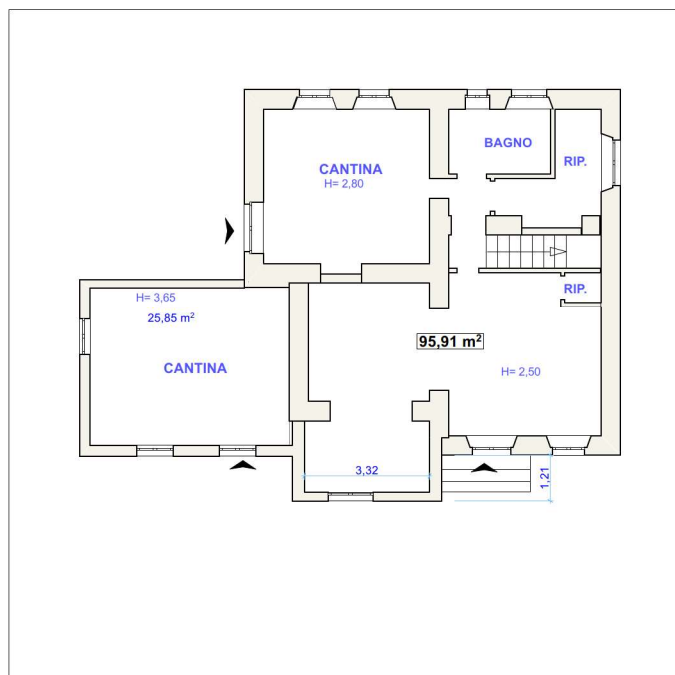 BAGNO
CANTINA
H= 2,80
RIP.
H= 3,65
25,85 m²
RIP.
95,91 m²
CANTINA
H= 2,50
3,32
1,21